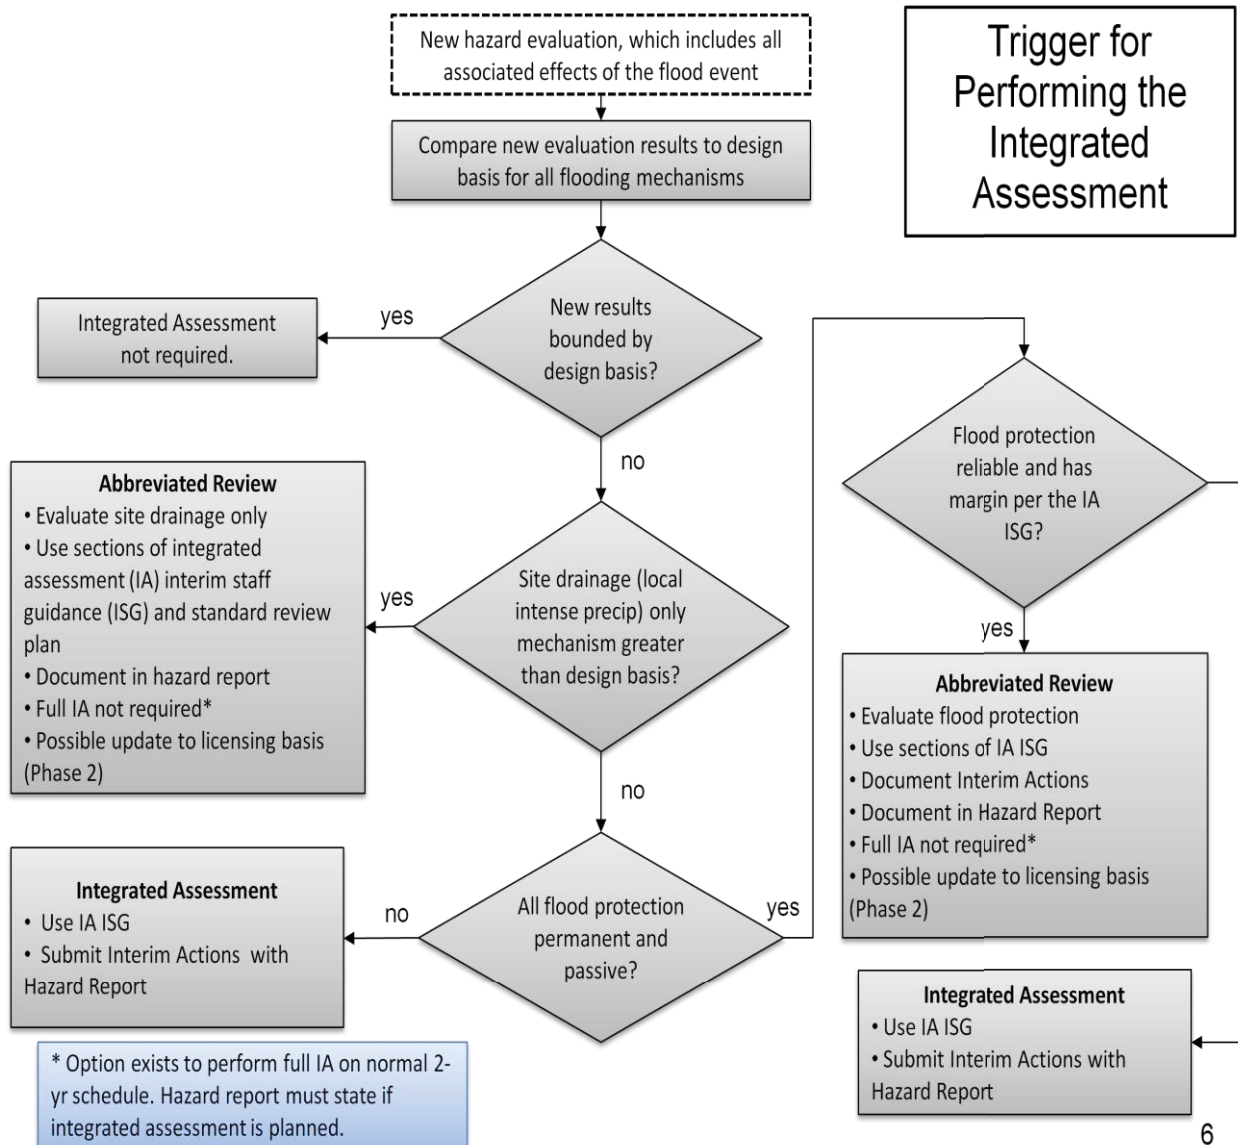 Trigger for
Performing the
Integrated
Assessment
New hazard evaluation, which includes all
associated effects of the flood event
Compare new evaluation results to design
basis for all flooding mechanisms
New results
bounded by
design basis?
yes
Integrated Assessment
not required.
no
Site drainage (local
intense precip) only
mechanism greater
than design basis?
yes
Abbreviated Review
• Evaluate site drainage only
• Use sections of integrated
assessment (IA) interim staff
guidance (ISG) and standard review
plan
• Document in hazard report
• Full IA not required*
• Possible update to licensing basis
(Phase 2)
no
All flood protection
permanent and
passive?
no
Integrated Assessment
• Use IA ISG
• Submit Interim Actions with
Hazard Report
yes
Flood protection
reliable and has
margin per the IA
ISG?
yes
Abbreviated Review
• Evaluate flood protection
• Use sections of IA ISG
• Document Interim Actions
• Document in Hazard Report
• Full IA not required*
• Possible update to licensing basis
(Phase 2)
Integrated Assessment
• Use IA ISG
• Submit Interim Actions with
Hazard Report
* Option exists to perform full IA on normal 2-
yr schedule. Hazard report must state if
integrated assessment is planned.
6